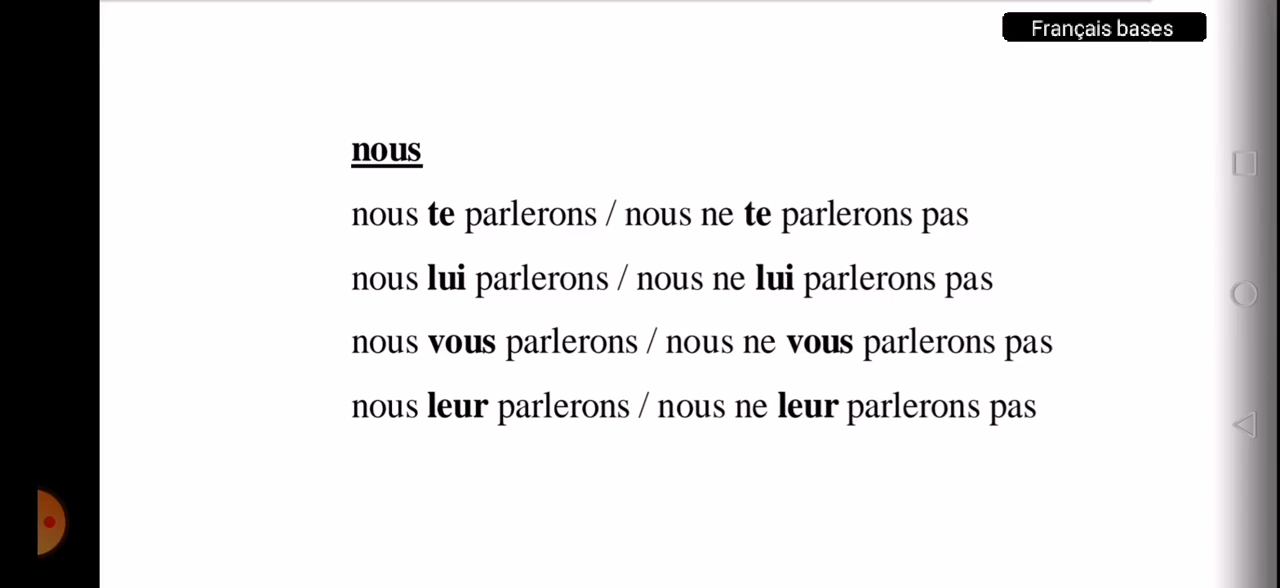 Français bases
nous
nous te parlerons / nous ne te parlerons pas
nous lui parlerons / nous ne lui parlerons pas
nous vous parlerons / nous ne vous parlerons pas
nous leur parlerons / nous ne leur parlerons pas